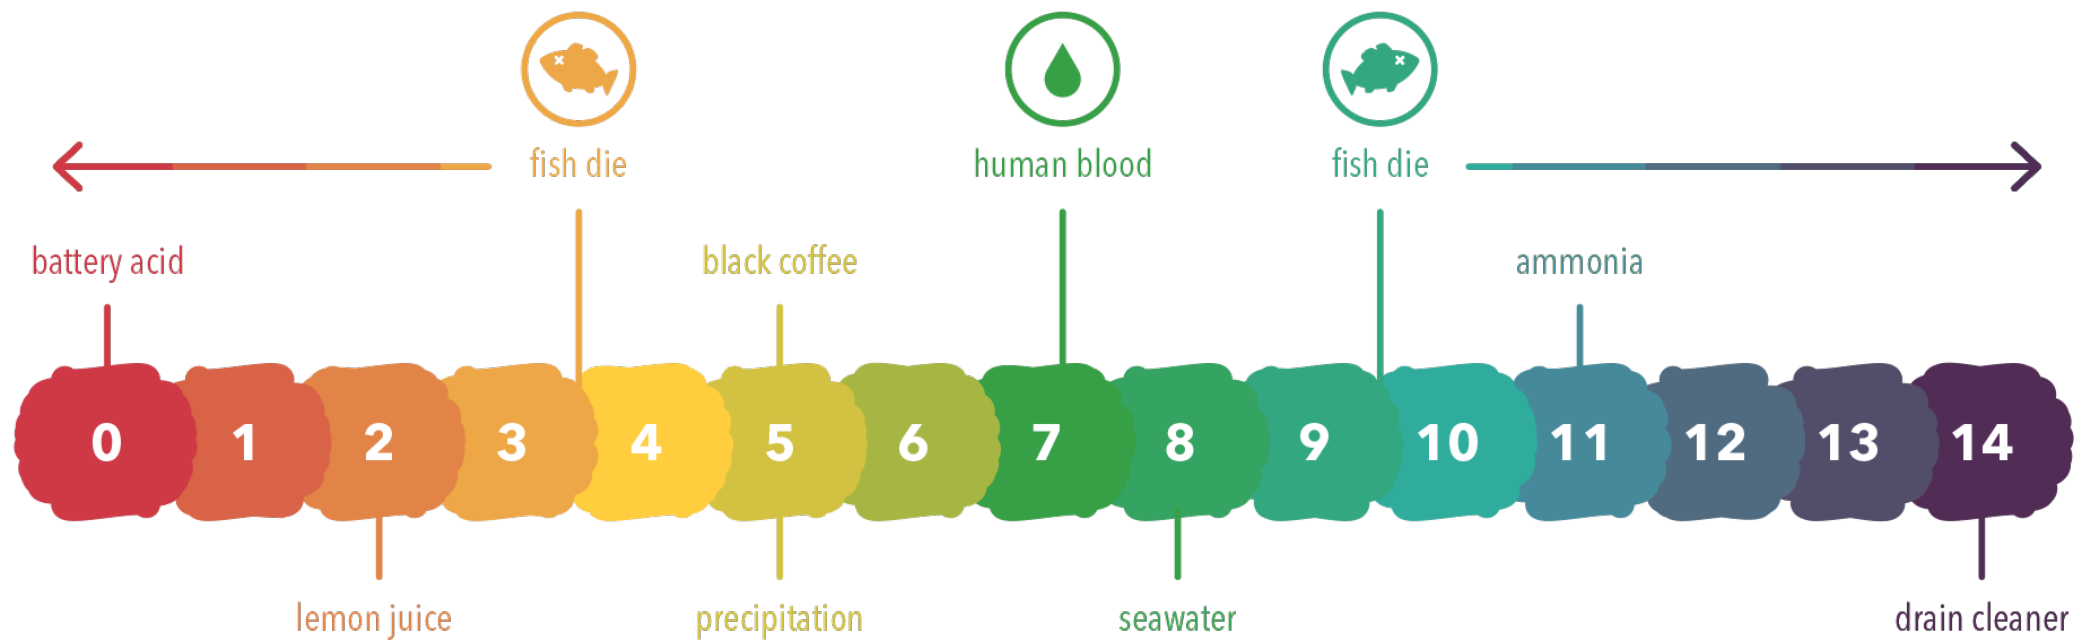 fish die
human blood
fish die
battery acid
black coffee
ammonia
0 1 2 3 4 5 6 7 8 9 10 11 12 13 14
lemon juice
precipitation
seawater
drain cleaner